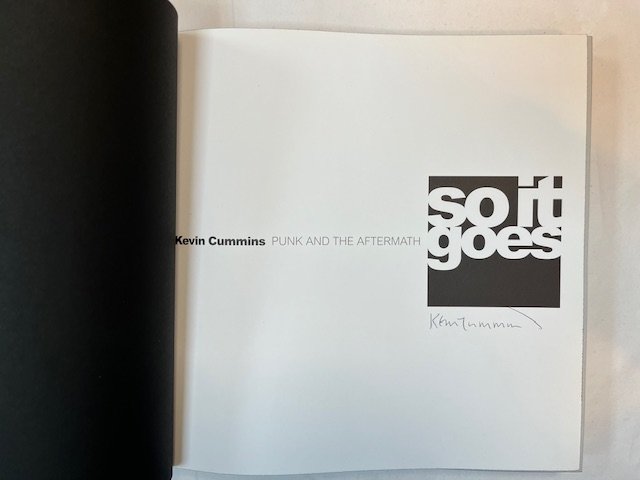 Kevin Cummins PUNK AND THE AFTERMATH
so it
goes
Kevin Cummins